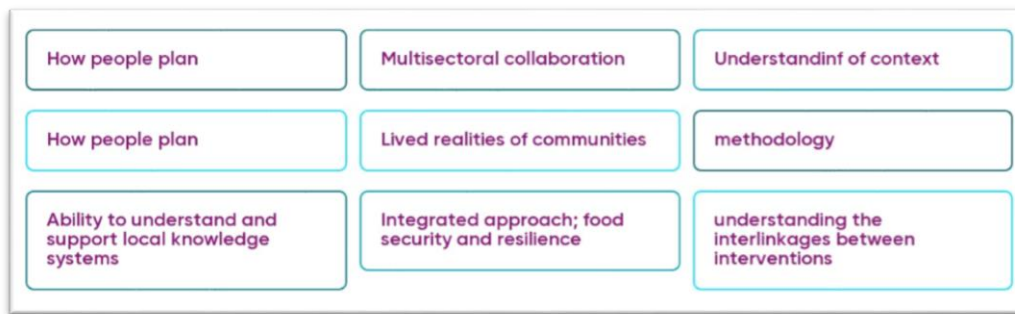 How people plan
Multisectoral collaboration
Understandinf of context
How people plan
Lived realities of communities
methodology
Ability to understand and
support local knowledge
systems
Integrated approach; food
security and resilience
understanding the
interlinkages between
interventions